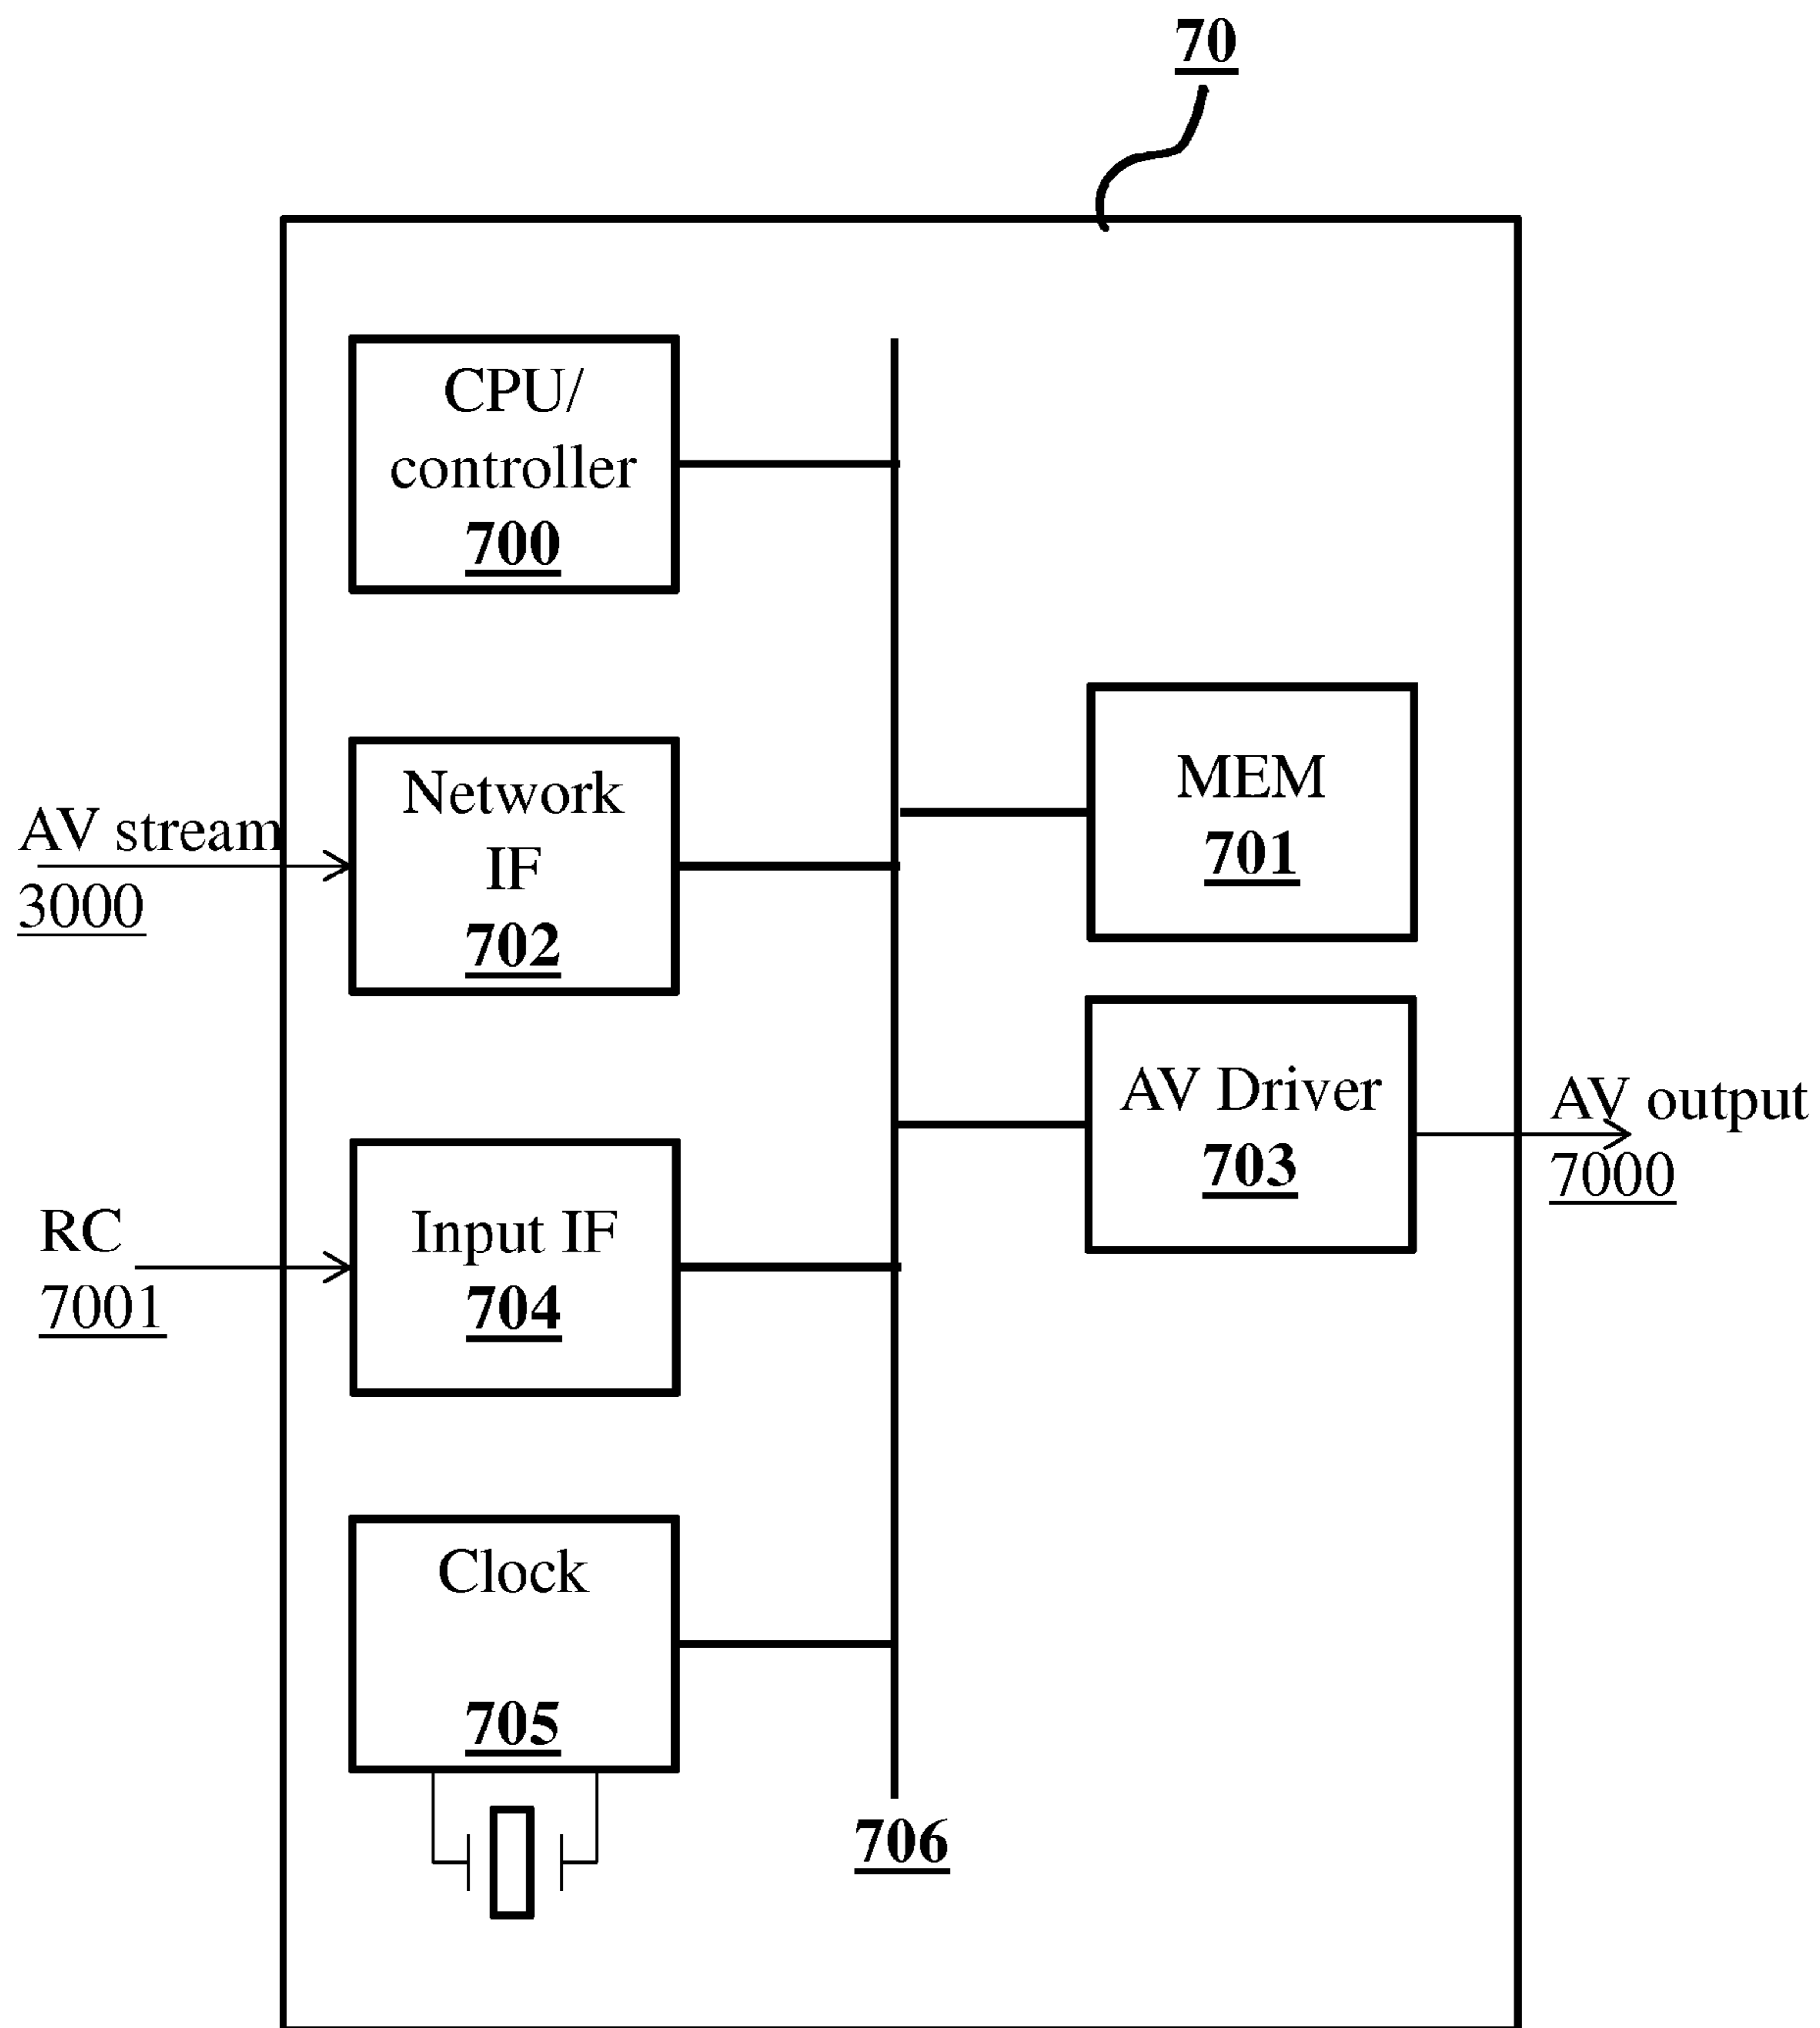 70
CPU/
controller
700
AV stream
3000
Network
IF
702
MEM
701
AV Driver
703
AV output
7000
RC
7001
Input IF
704
Clock
705
706